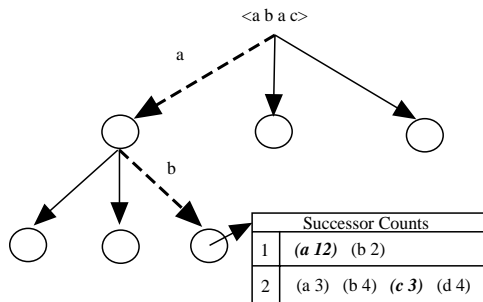 <a b a c>
a
b
Successor Counts
1 (a 12) (b 2)
2 (a 3) (b 4) (c 3) (d 4)